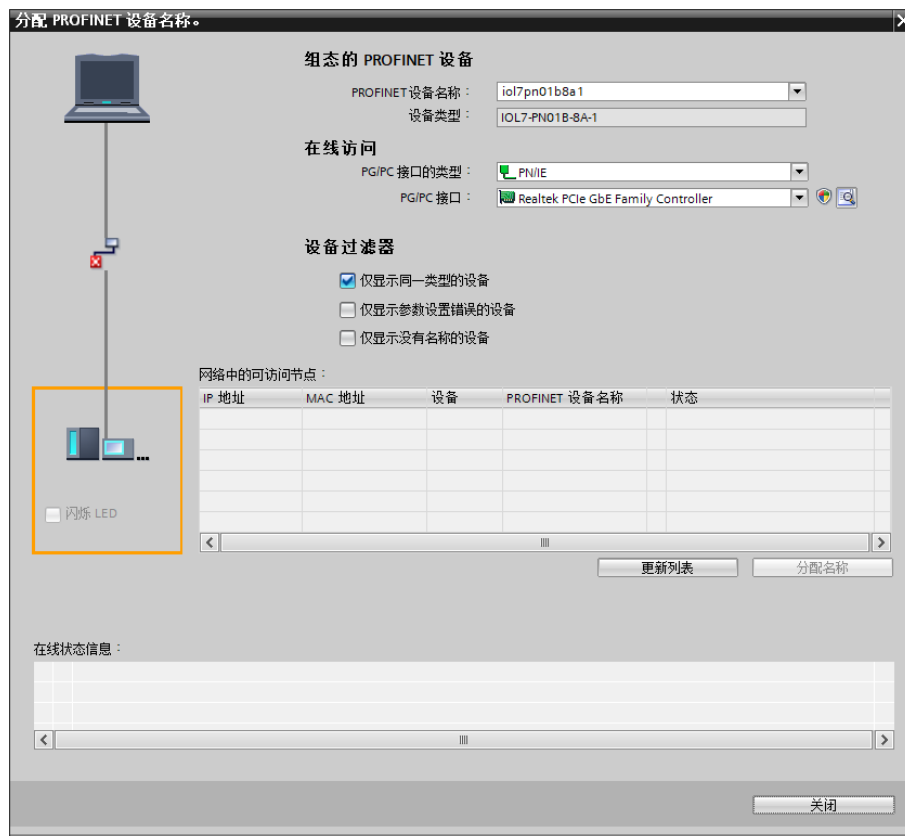 分配 PROFINET 设备名称。
组态的 PROFINET 设备
PROFINET设备名称： iol7pn01b8a1
设备类型： IOL7-PN01B-8A-1
在线访问
PG/PC 接口的类型： PN/IE
PG/PC 接口： Realtek PCIe GbE Family Controller
设备过滤器
仅显示同一类型的设备
仅显示参数设置错误的设备
仅显示没有名称的设备
网络中的可访问节点：
IP 地址 MAC 地址 设备 PROFINET 设备名称 状态
闪烁 LED
更新列表 分配名称
在线状态信息：
关闭